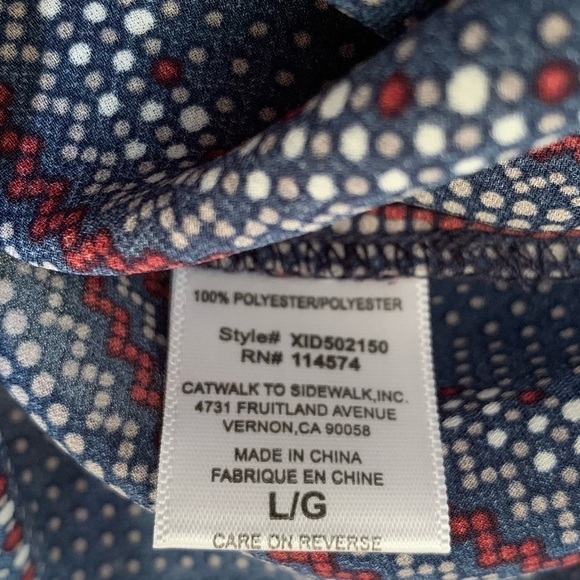 100% POLYESTER/POLYESTER
Style# XID502150
RN# 114574
CATWALK TO SIDEWALK,INC.
4731 FRUITLAND AVENUE
VERNON,CA 90058
MADE IN CHINA
FABRIQUE EN CHINE
L/G
CARE ON REVERSE